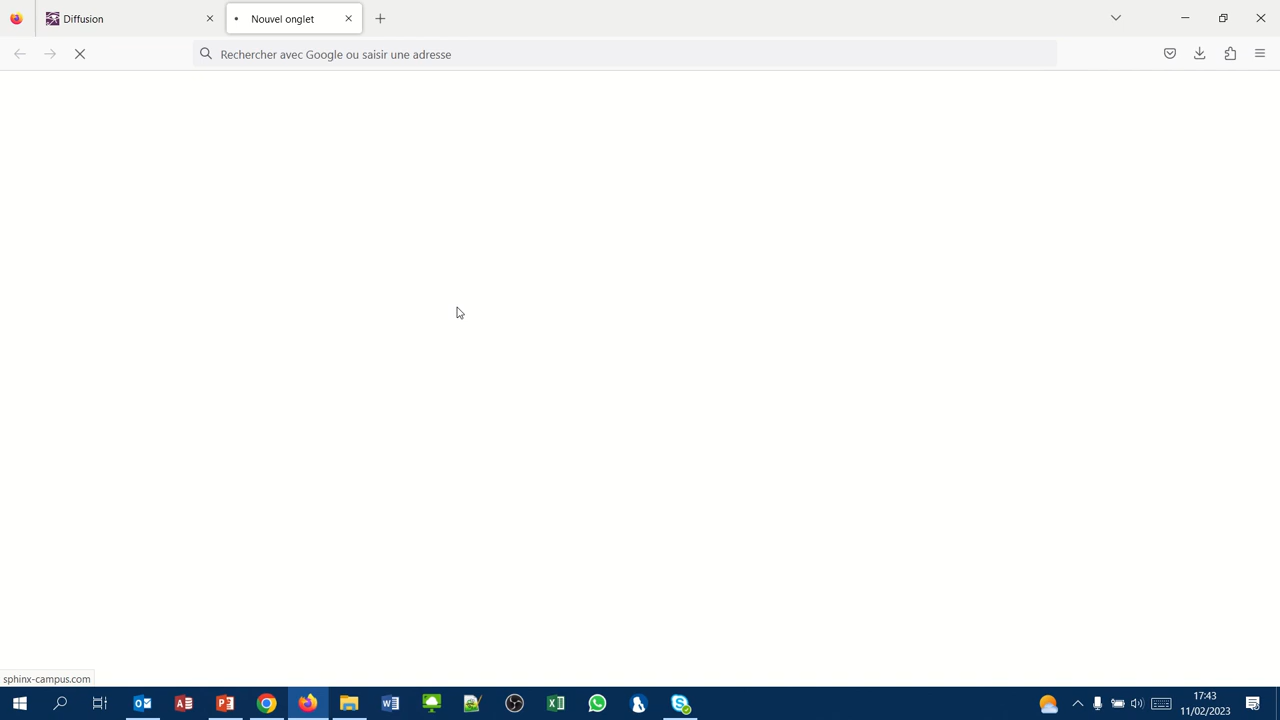 Diffusion
Nouvel onglet
Rechercher avec Google ou saisir une adresse
sphinx-campus.com
17:43
11/02/2023